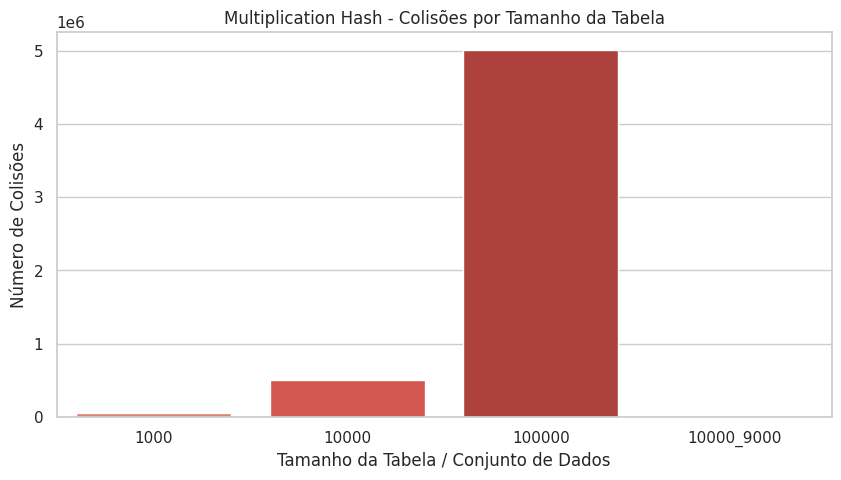 Multiplication Hash - Colisões por Tamanho da Tabela
1e6
5
4
3
2
1
0
Número de Colisões
1000 10000 100000 10000_9000
Tamanho da Tabela / Conjunto de Dados